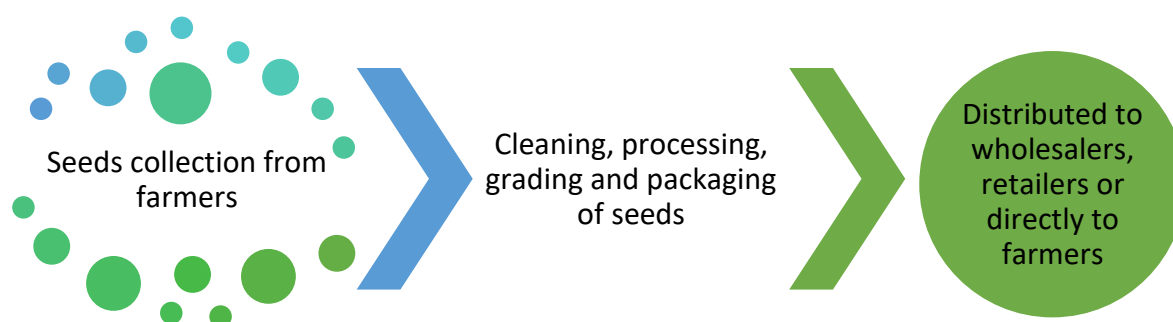 Seeds collection from
farmers
Cleaning, processing,
grading and packaging
of seeds
Distributed to
wholesalers,
retailers or
directly to
farmers